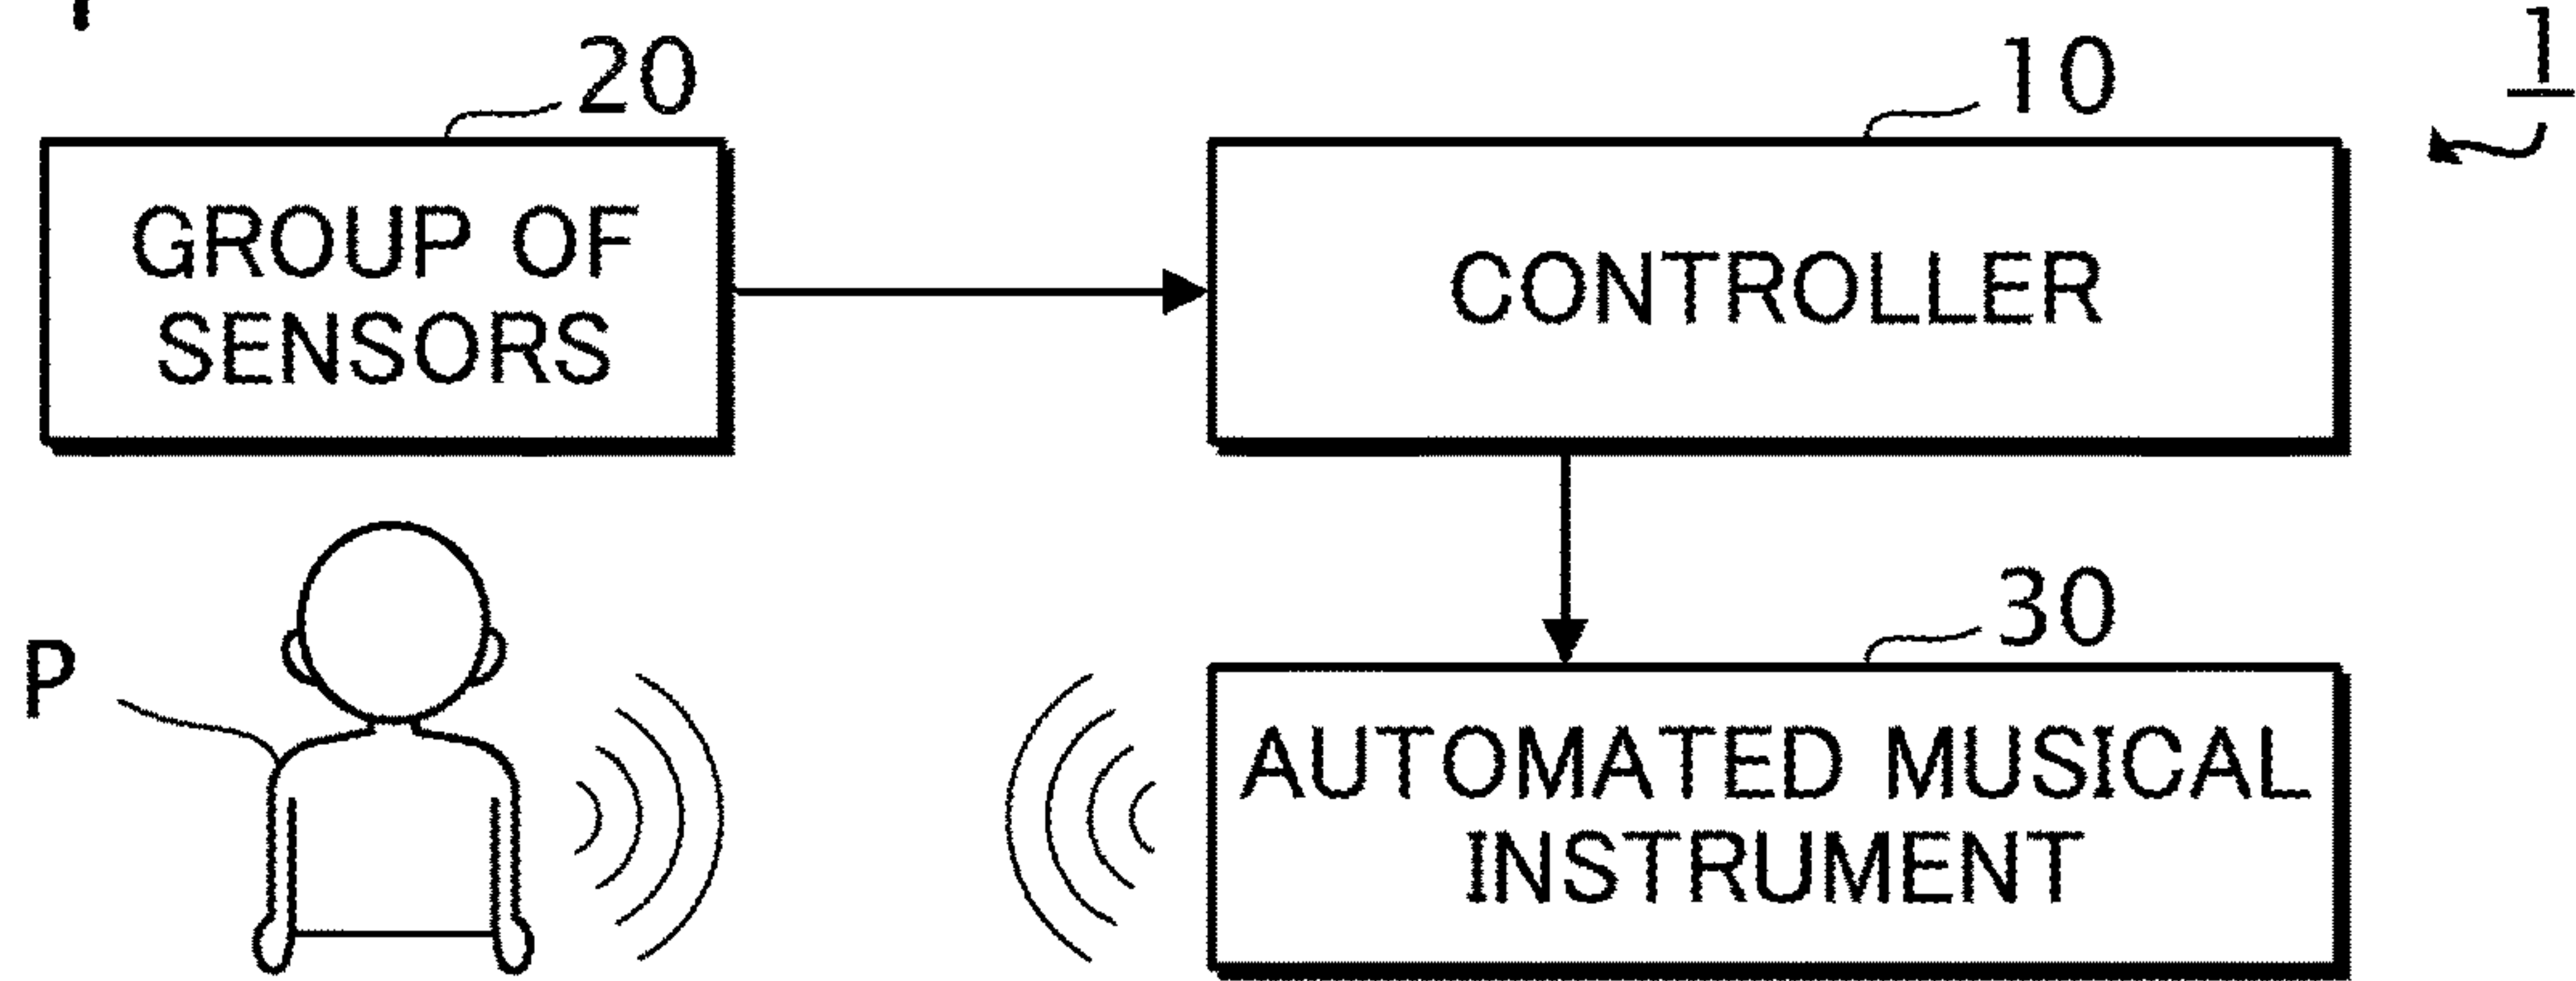 20
10
1
GROUP OF
SENSORS
CONTROLLER
P
30
AUTOMATED MUSICAL
INSTRUMENT